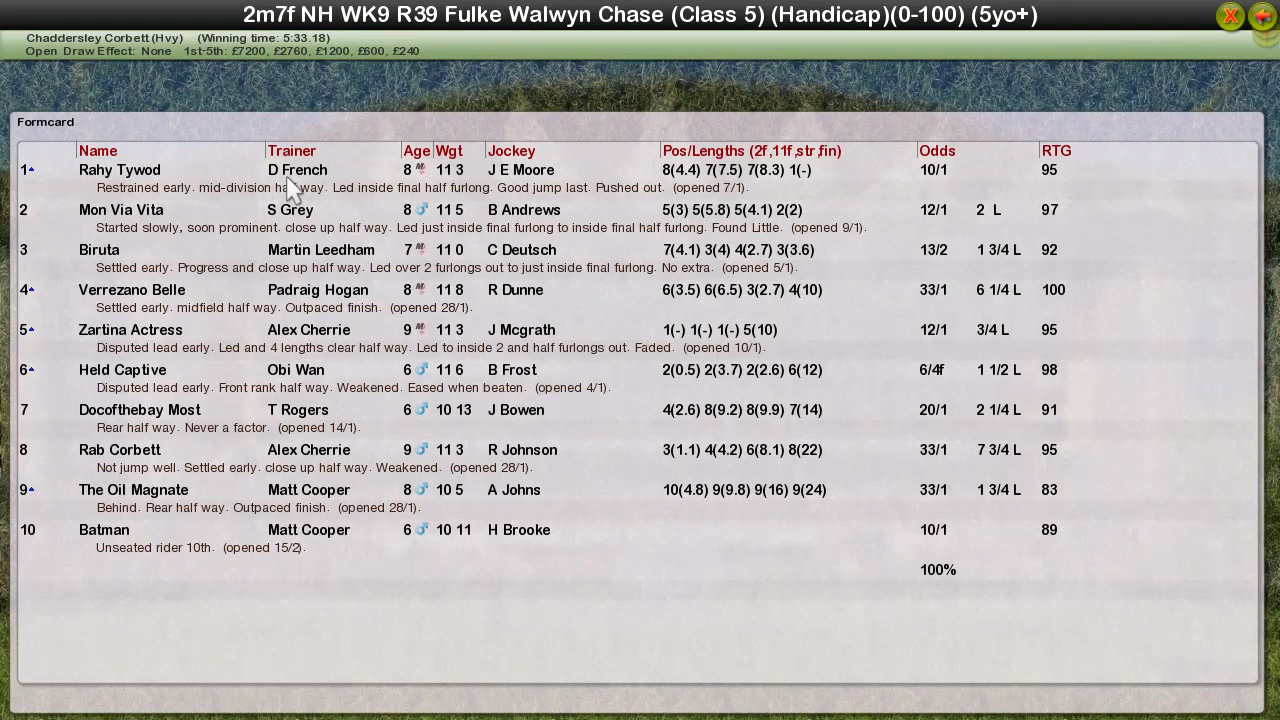 2m7f NH WK9 R39 Fulke Walwyn Chase (Class 5) (Handicap)(0-100) (5yo+)
X
Chaddersley Corbett (Hvy) (Winning time: 5:33.18)
Open Draw Effect: None 1st-5th: £7200, £2760, £1200, £600, £240
Formcard
Name Trainer Age Wgt Jockey Pos/Lengths (2f,11f,str,fin) Odds RTG
1 Rahy Tywod D French 8 11 3 J E Moore 8(4.4) 7(7.5) 7(8.3) 1(-) 10/1 95
Restrained early. mid-division way. Led inside final half furlong. Good jump last. Pushed out. (opened 7/1).
2 Mon Via Vita S Grey 8 11 5 B Andrews 5(3) 5(5.8) 5(4.1) 2(2) 12/1 2 L 97
Started slowly, soon prominent. close up half way. Led just inside final furlong to inside final half furlong. Found Little. (opened 9/1).
3 Biruta Martin Leedham 7 11 0 C Deutsch 7(4.1) 3(4) 4(2.7) 3(3.6) 13/2 1 3/4 L 92
Settled early. Progress and close up half way. Led over 2 furlongs out to just inside final furlong. No extra. (opened 5/1).
4 Verrezano Belle Padraig Hogan 8 11 8 R Dunne 6(3.5) 6(6.5) 3(2.7) 4(10) 33/1 6 1/4 L 100
Settled early. midfield half way. Outpaced finish. (opened 28/1).
5 Zartina Actress Alex Cherrie 9 11 3 J Mcgrath 1(-) 1(-) 1(-) 5(10) 12/1 3/4 L 95
Disputed lead early. Led and 4 lengths clear half way. Led to inside 2 and half furlongs out. Faded. (opened 10/1).
6 Held Captive Obi Wan 6 11 6 B Frost 2(0.5) 2(3.7) 2(2.6) 6(12) 6/4f 1 1/2 L 98
Disputed lead early. Front rank half way. Weakened. Eased when beaten. (opened 4/1).
7 Docofthebay Most T Rogers 6 10 13 J Bowen 4(2.6) 8(9.2) 8(9.9) 7(14) 20/1 2 1/4 L 91
Rear half way. Never a factor. (opened 14/1).
8 Rab Corbett Alex Cherrie 9 11 3 R Johnson 3(1.1) 4(4.2) 6(8.1) 8(22) 33/1 7 3/4 L 95
Not jump well. Settled early. close up half way. Weakened. (opened 28/1).
9 The Oil Magnate Matt Cooper 8 10 5 A Johns 10(4.8) 9(9.8) 9(16) 9(24) 33/1 1 3/4 L 83
Behind. Rear half way. Outpaced finish. (opened 28/1).
10 Batman Matt Cooper 6 10 11 H Brooke 10/1 89
Unseated rider 10th. (opened 15/2).
100%